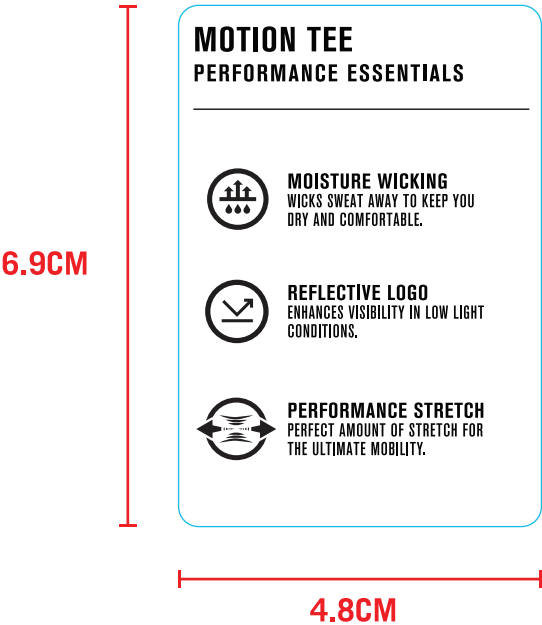 MOTION TEE
PERFORMANCE ESSENTIALS
MOISTURE WICKING
WICKS SWEAT AWAY TO KEEP YOU
DRY AND COMFORTABLE.
6.9CM
REFLECTIVE LOGO
ENHANCES VISIBILITY IN LOW LIGHT
CONDITIONS.
PERFORMANCE STRETCH
PERFECT AMOUNT OF STRETCH FOR
THE ULTIMATE MOBILITY.
4.8CM